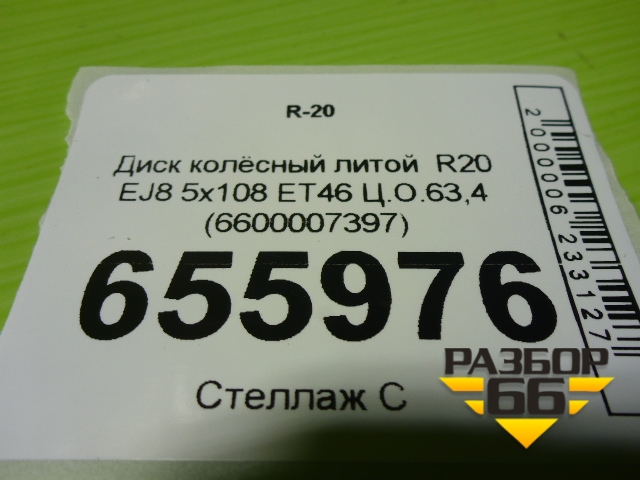 R-20
Диск колёсный литой R20
EJ8 5x108 ET46 Ц.О.63,4
(6600007397)
655976
Стеллаж С
2000006233127
РАЗБОР
66